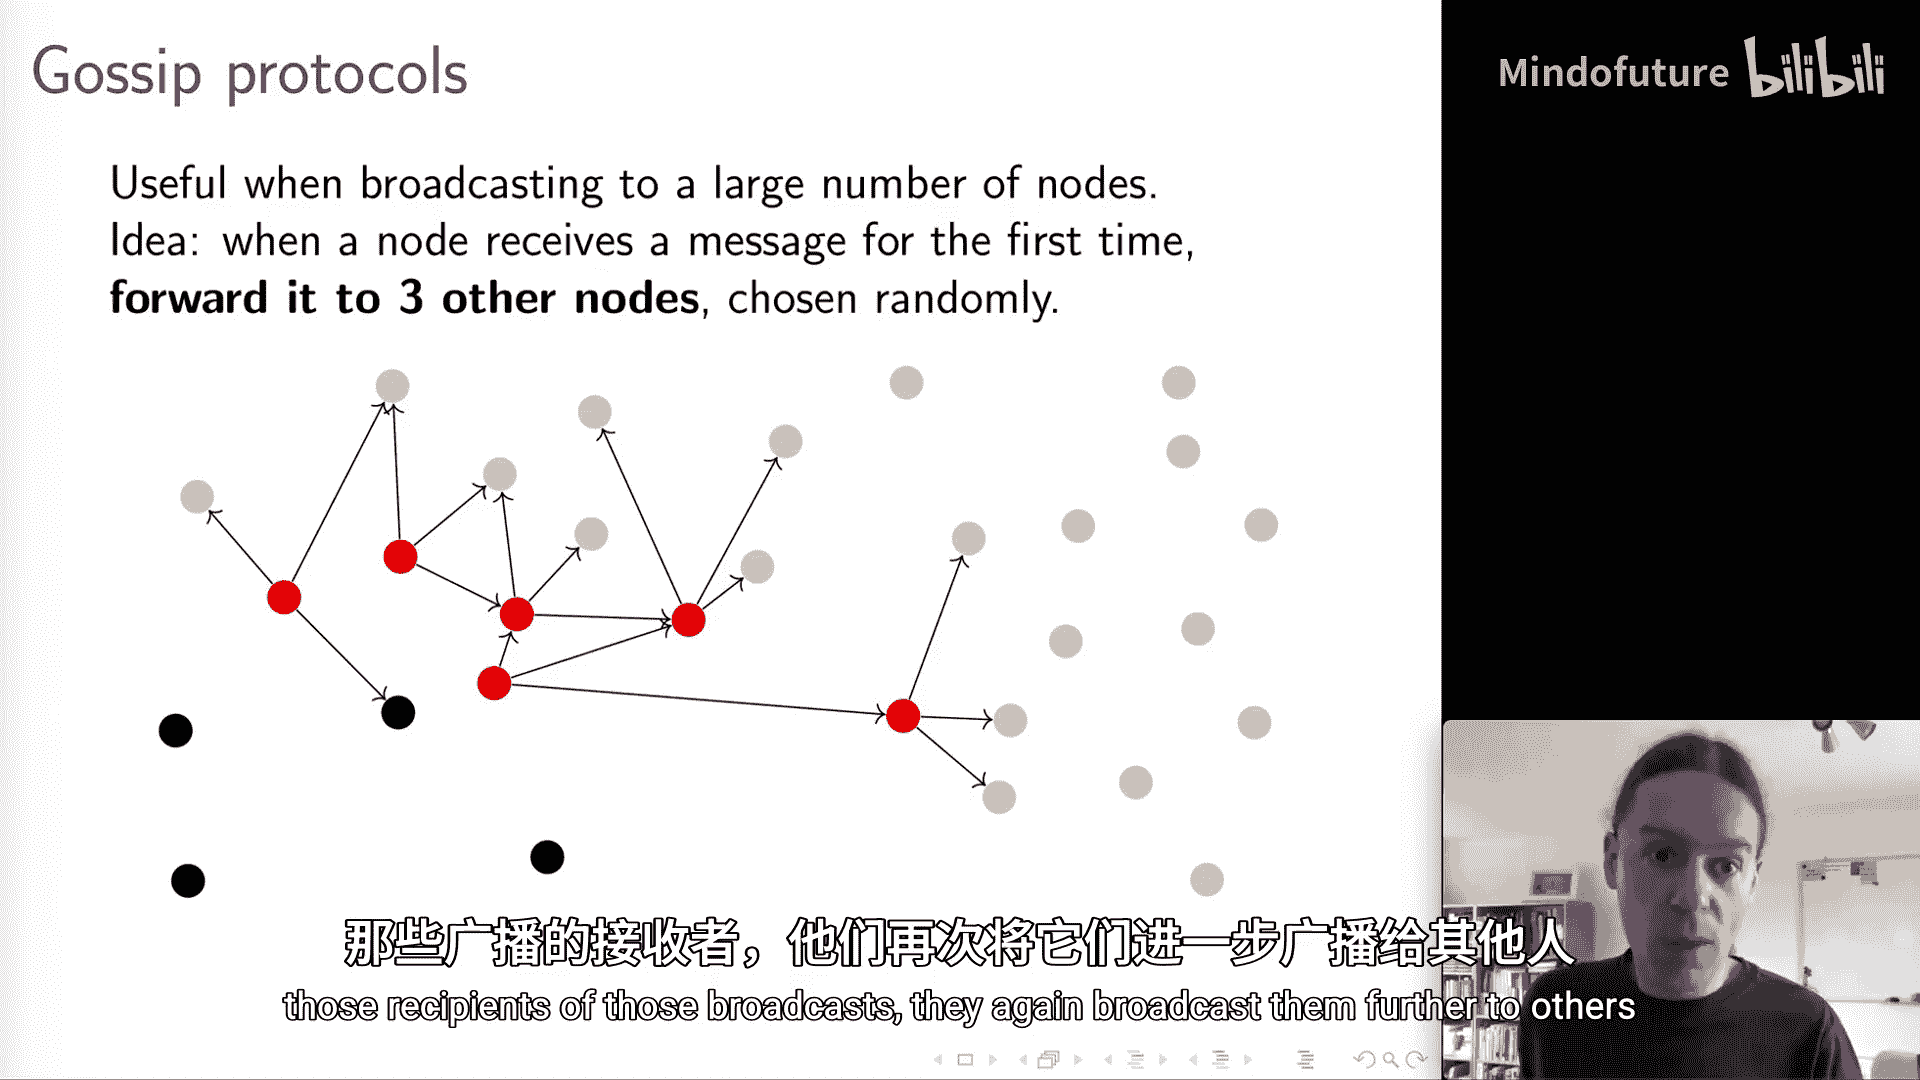 Gossip protocols
Mindofuture bilibili
Useful when broadcasting to a large number of nodes.
Idea: when a node receives a message for the first time,
forward it to 3 other nodes, chosen randomly.
那些广播的接收者，他们再次将它们进一步广播给其他人
those recipients of those broadcasts, they again broadcast them further to others